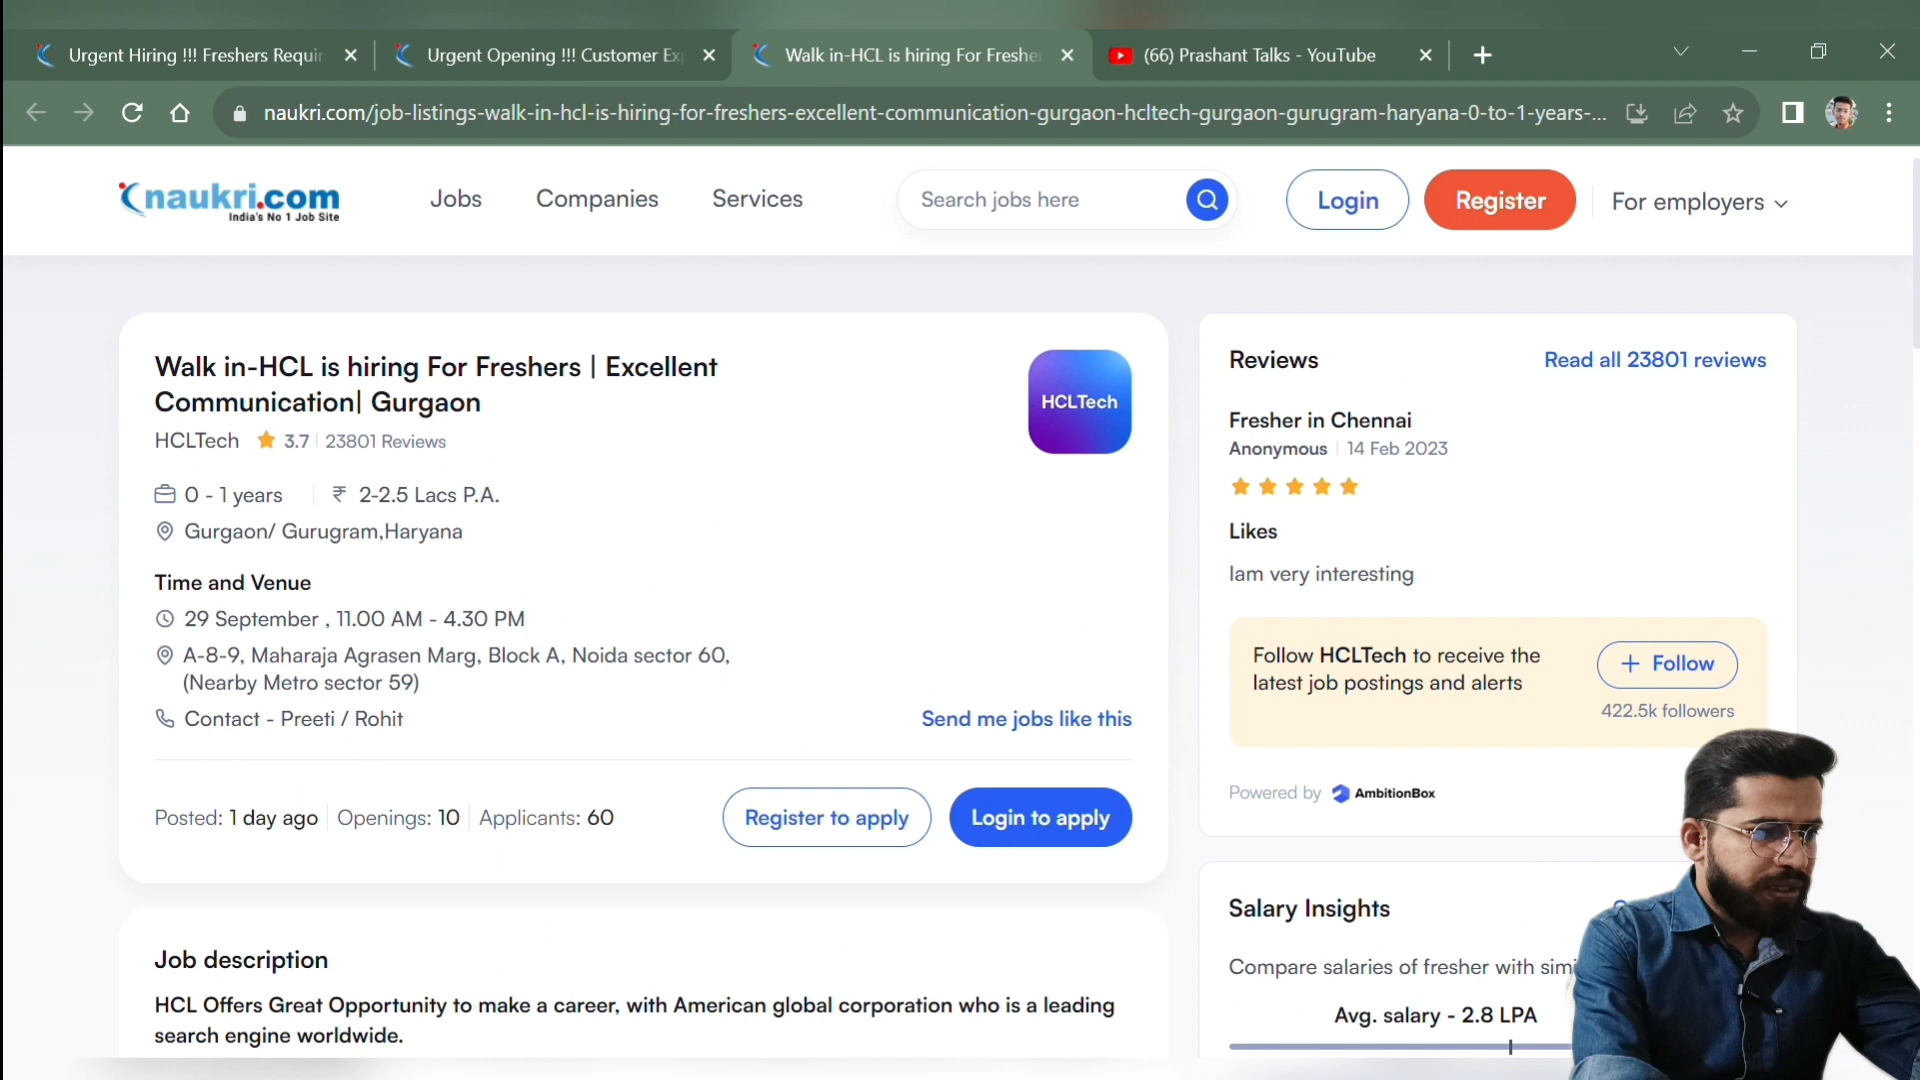 Urgent Hiring !!! Freshers Requir
Urgent Opening !!! Customer Ex
Walk in-HCL is hiring For Freshe
(66) Prashant Talks - YouTube
naukri.com/job-listings-walk-in-hcl-is-hiring-for-freshers-excellent-communication-gurgaon-hcltech-gurgaon-gurugram-haryana-0-to-1-years-...
naukri.com
India's No 1 Job Site
Jobs
Companies
Services
Search jobs here
Login
Register
For employers
Walk in-HCL is hiring For Freshers | Excellent
Communication| Gurgaon
HCLTech 3.7 | 23801 Reviews
HCLTech
0 - 1 years
₹ 2-2.5 Lacs P.A.
Gurgaon/ Gurugram,Haryana
Time and Venue
29 September , 11.00 AM - 4.30 PM
A-8-9, Maharaja Agrasen Marg, Block A, Noida sector 60,
(Nearby Metro sector 59)
Contact - Preeti / Rohit
Send me jobs like this
Posted: 1 day ago
Openings: 10
Applicants: 60
Register to apply
Login to apply
Job description
HCL Offers Great Opportunity to make a career, with American global corporation who is a leading
search engine worldwide.
Reviews
Read all 23801 reviews
Fresher in Chennai
Anonymous
14 Feb 2023
Likes
Iam very interesting
Follow HCLTech to receive the
latest job postings and alerts
+ Follow
422.5k followers
Powered by AmbitionBox
Salary Insights
Compare salaries of fresher with simi
Avg. salary - 2.8 LPA